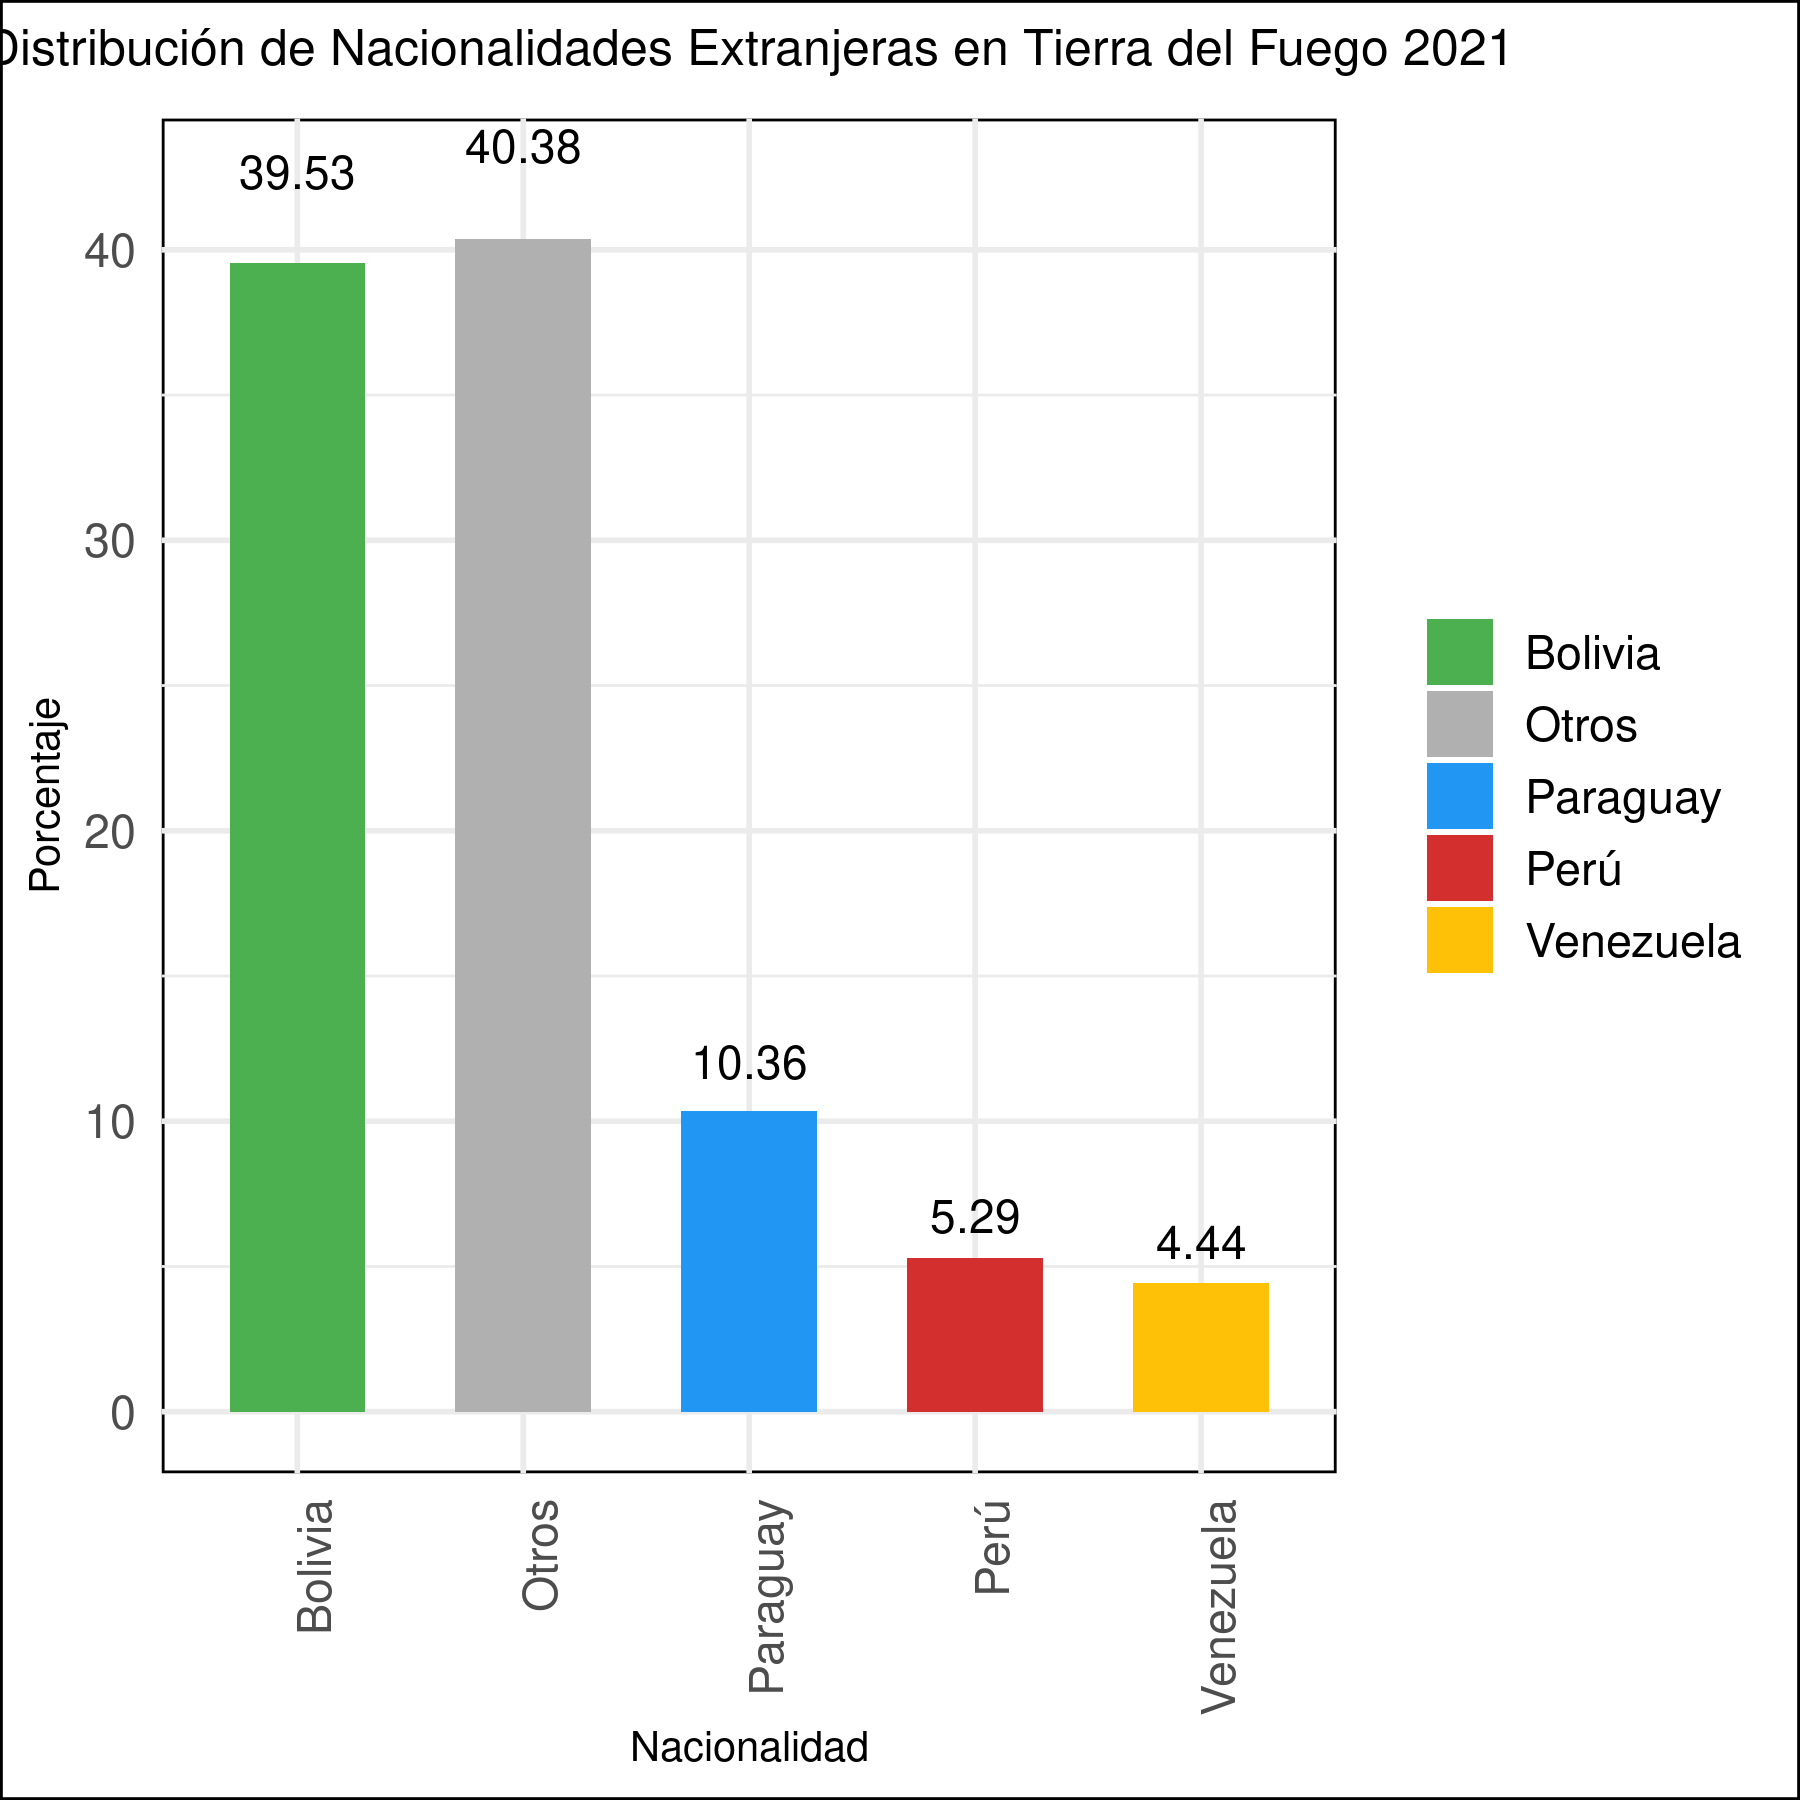 Distribución de Nacionalidades Extranjeras en Tierra del Fuego 2021
39.53
40.38
10.36
5.29
4.44
40
30
20
10
0
Porcentaje
Bolivia
Otros
Paraguay
Perú
Venezuela
Nacionalidad
Bolivia
Otros
Paraguay
Perú
Venezuela